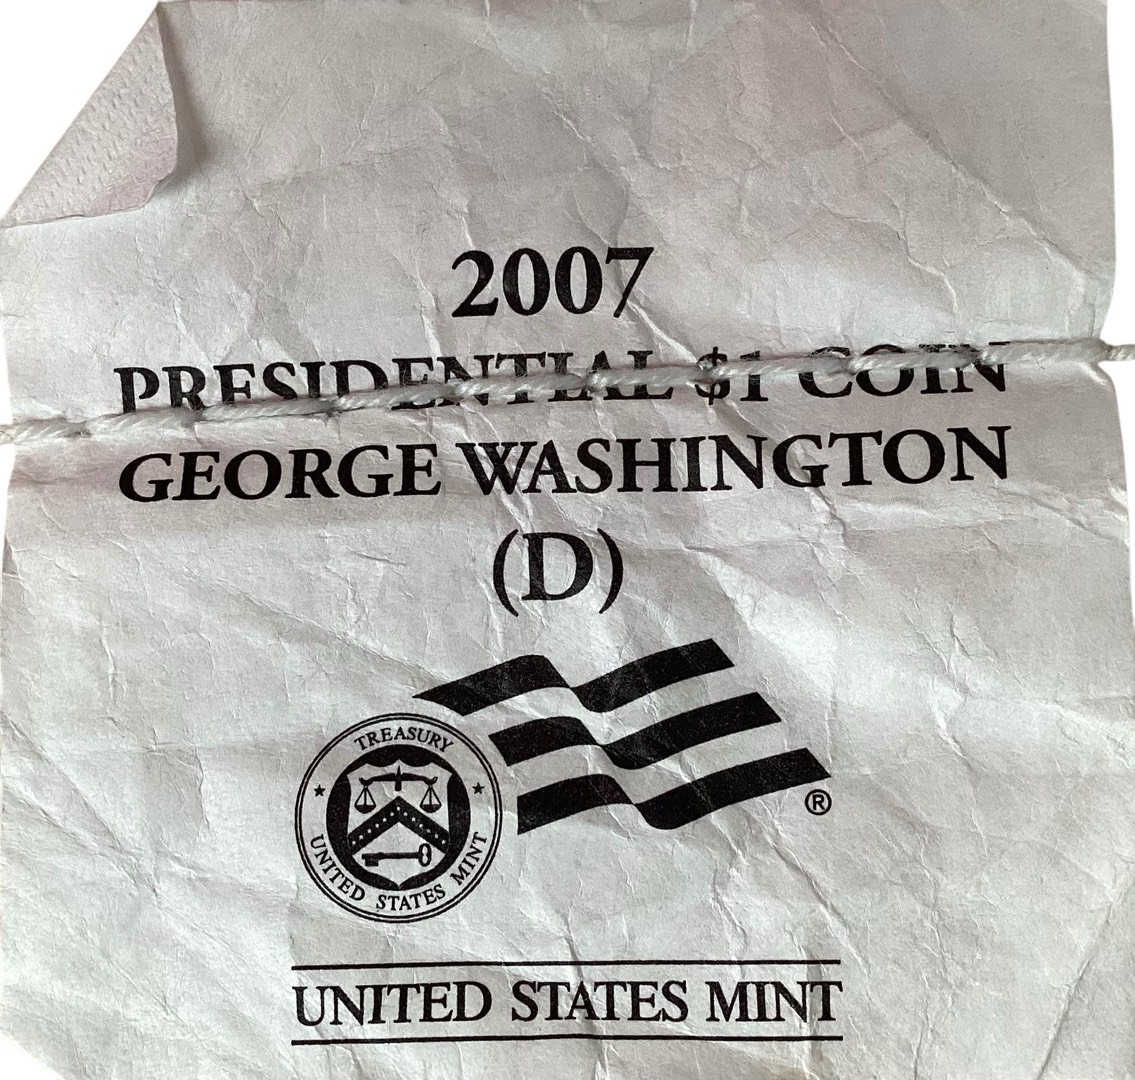 2007
PRESIDENTIAL $1 COIN
GEORGE WASHINGTON
(D)
TREASURY
UNITED STATES MINT
®
UNITED STATES MINT